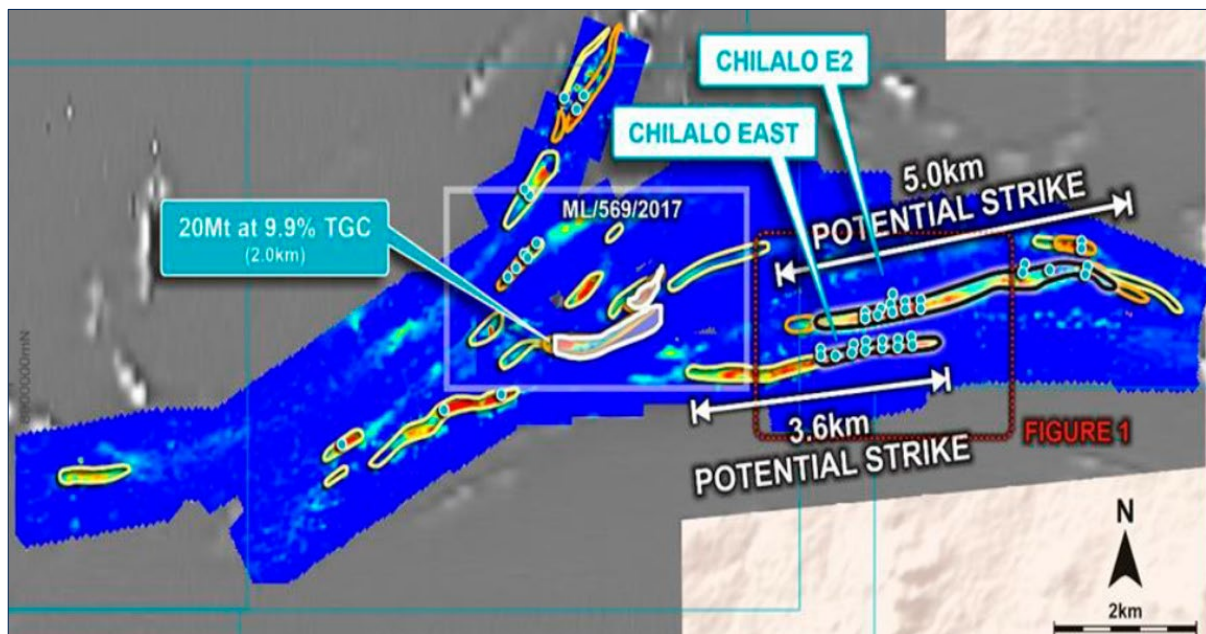 CHILALO E2
CHILALO EAST
5.0km
POTENTIAL STRIKE
ML/569/2017
20Mt at 9.9% TGC
(2.0km)
3.6km
POTENTIAL STRIKE
FIGURE 1
N
2km